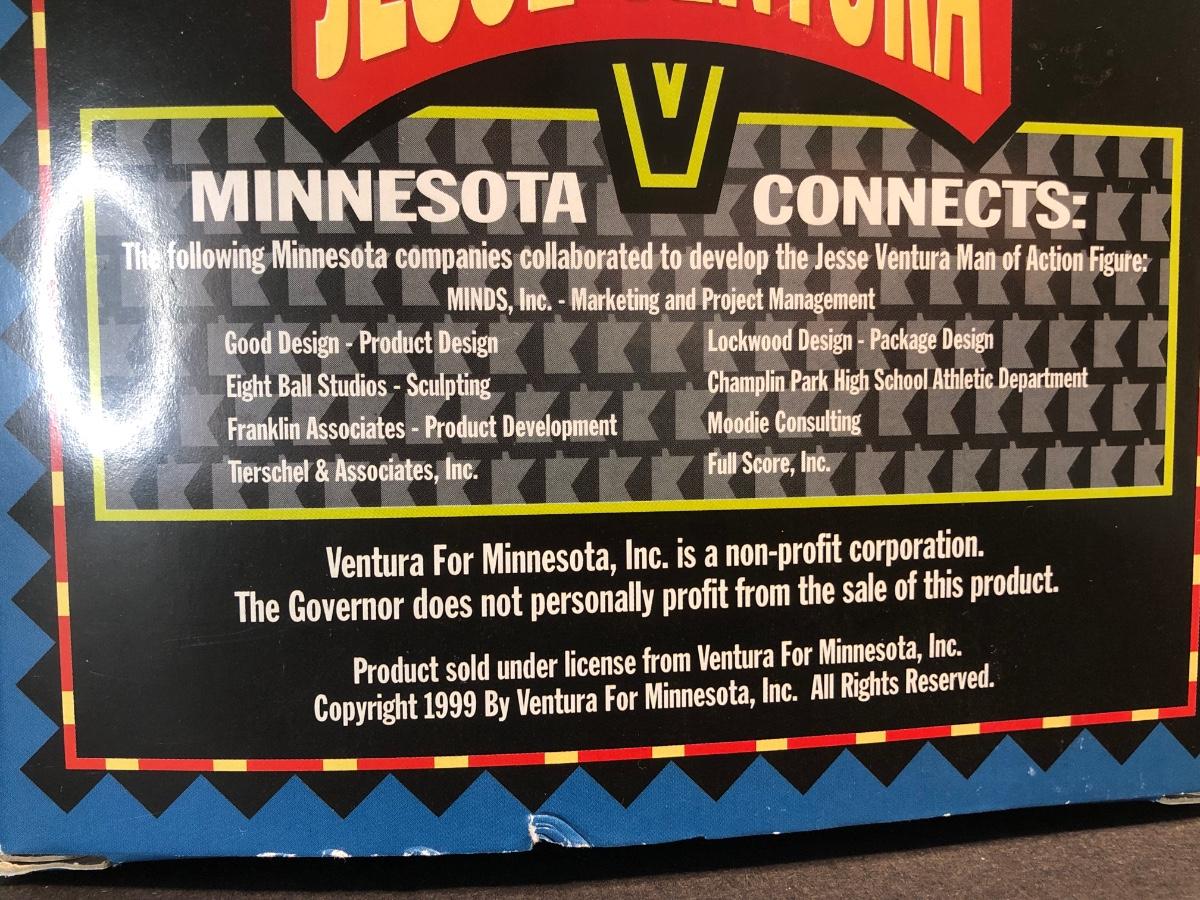 JESSE VENTURA
V
MINNESOTA CONNECTS:
The following Minnesota companies collaborated to develop the Jesse Ventura Man of Action Figure:
MINDS, Inc. - Marketing and Project Management
Good Design - Product Design
Eight Ball Studios - Sculpting
Franklin Associates - Product Development
Tierschel & Associates, Inc.
Lockwood Design - Package Design
Champlin Park High School Athletic Department
Moodie Consulting
Full Score, Inc.
Ventura For Minnesota, Inc. is a non-profit corporation.
The Governor does not personally profit from the sale of this product.
Product sold under license from Ventura For Minnesota, Inc.
Copyright 1999 By Ventura For Minnesota, Inc. All Rights Reserved.